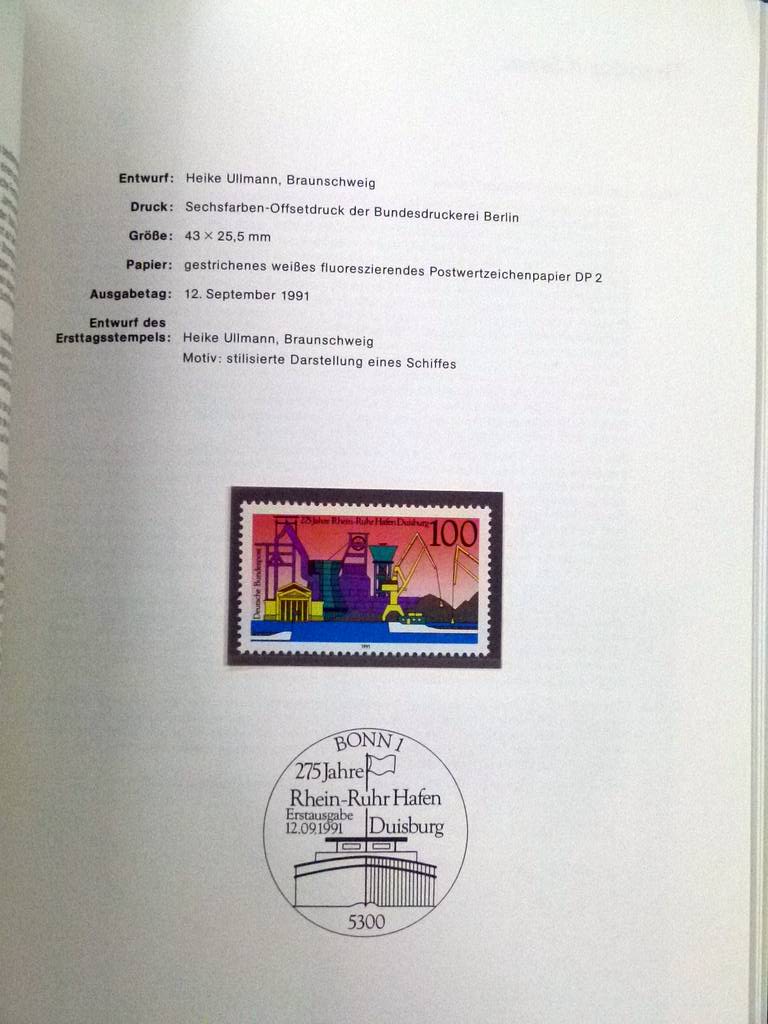 Entwurf: Heike Ullmann, Braunschweig
Druck: Sechsfarben-Offsetdruck der Bundesdruckerei Berlin
Größe: 43 × 25,5 mm
Papier: gestrichenes weißes fluoreszierendes Postwertzeichenpapier DP 2
Ausgabetag: 12. September 1991
Entwurf des
Ersttagsstempels: Heike Ullmann, Braunschweig
Motiv: stilisierte Darstellung eines Schiffes
275 Jahre Rhein-Ruhr Hafen Duisburg
100
Deutsche Bundespost
1991
BONN 1
275 Jahre
Rhein-Ruhr Hafen
Erstausgabe
12.09.1991 Duisburg
5300